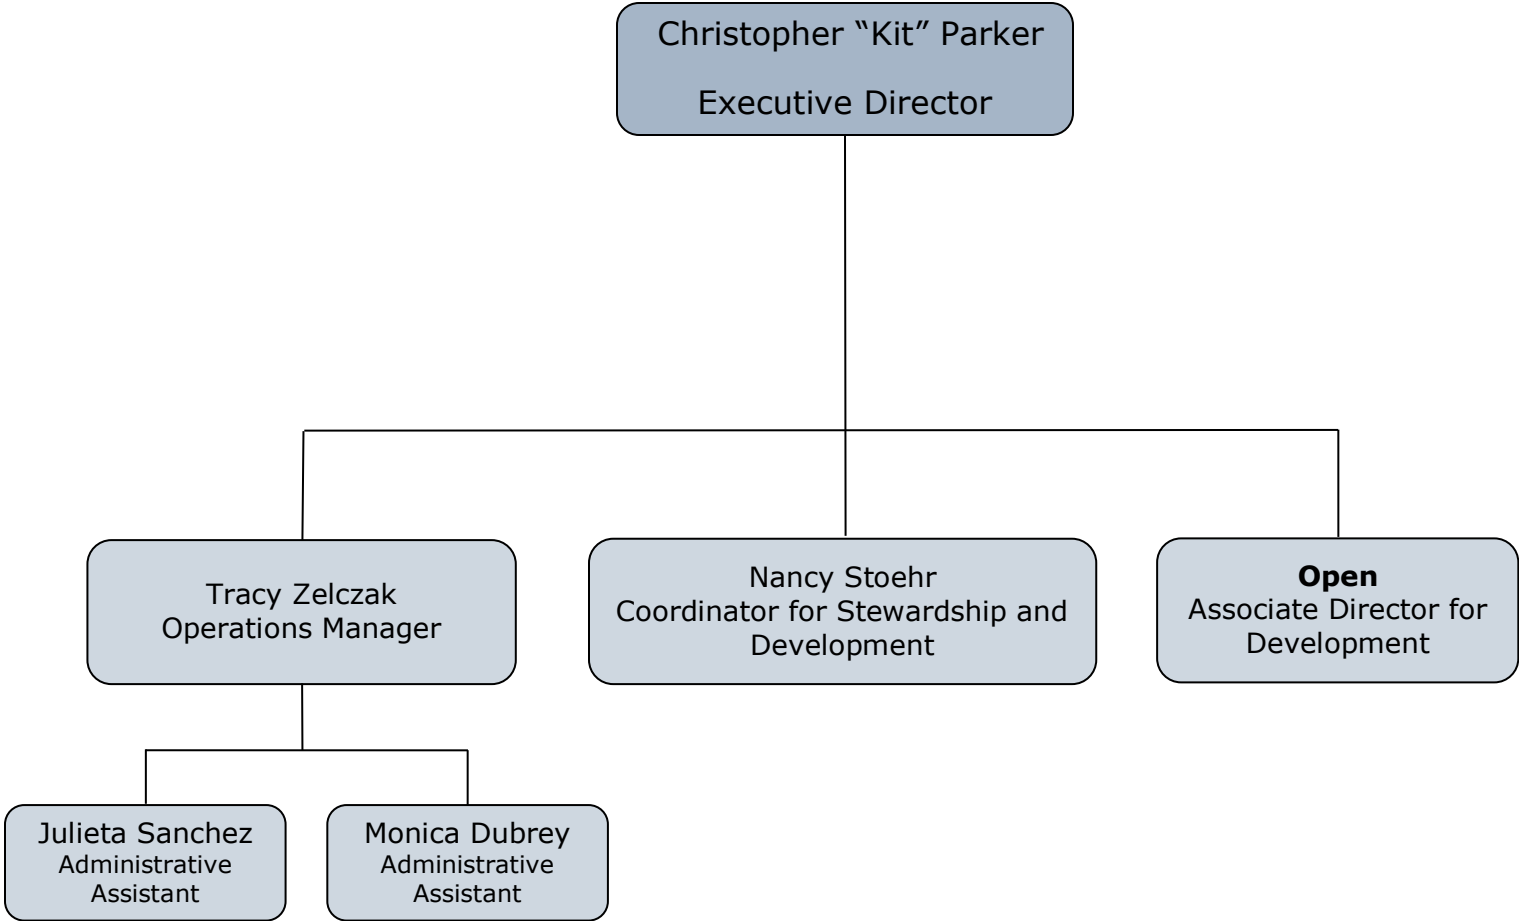 Christopher “Kit” Parker
Executive Director
Tracy Zelczak
Operations Manager
Nancy Stoehr
Coordinator for Stewardship and
Development
Open
Associate Director for
Development
Julieta Sanchez
Administrative
Assistant
Monica Dubrey
Administrative
Assistant